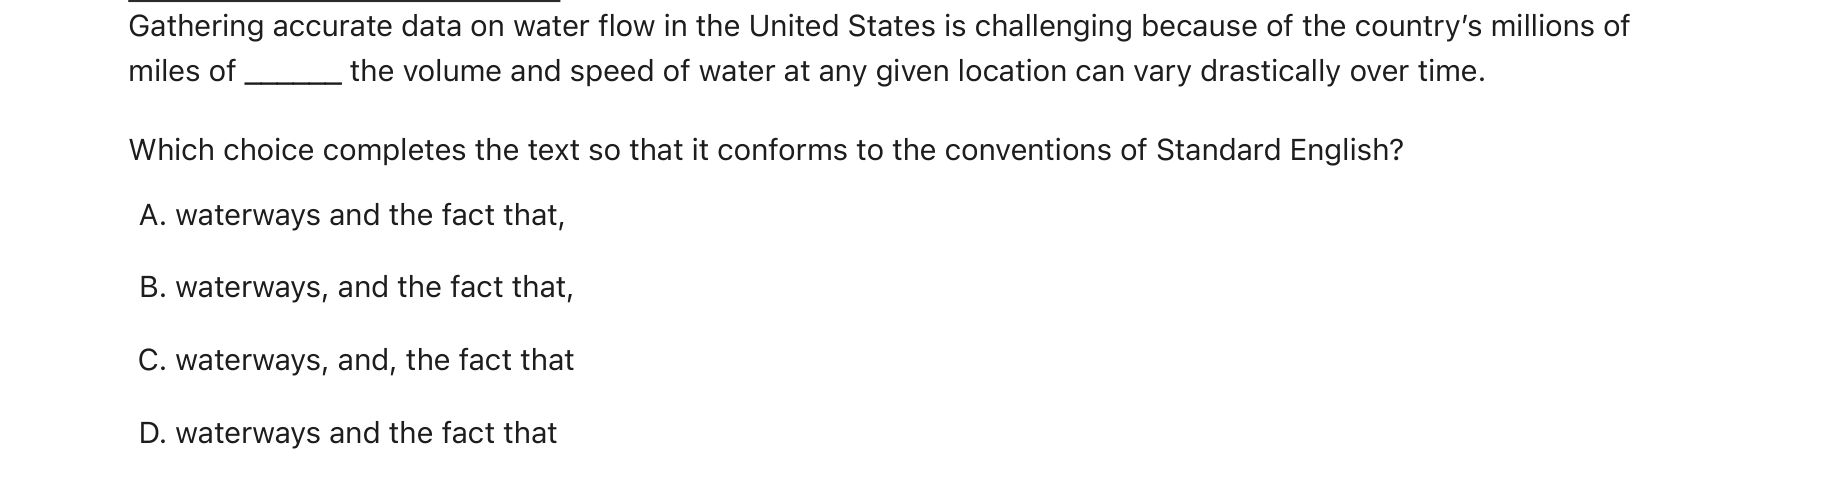 Gathering accurate data on water flow in the United States is challenging because of the country’s millions of
miles of ______ the volume and speed of water at any given location can vary drastically over time.
Which choice completes the text so that it conforms to the conventions of Standard English?
A. waterways and the fact that,
B. waterways, and the fact that,
C. waterways, and, the fact that
D. waterways and the fact that